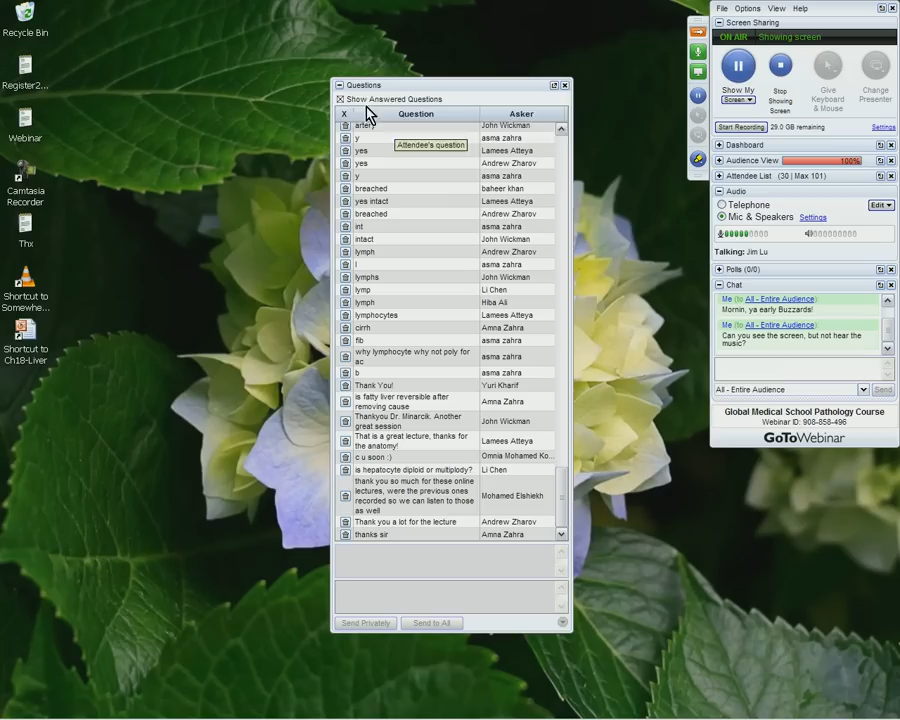 Recycle Bin
Register2...
Webinar
Camtasia
Recorder
Thx
Shortcut to
Somewhe...
Shortcut to
Ch18-Liver
Questions
Show Answered Questions
X Question Asker
artery John Wickman
y asma zahra
Attendee's question
yes Lamees Atteya
yes Andrew Zharov
y asma zahra
breached baheer khan
yes intact Lamees Atteya
breached Andrew Zharov
int asma zahra
intact John Wickman
lymph Andrew Zharov
l asma zahra
lymphs John Wickman
lymp Li Chen
lymph Hiba Ali
lymphocytes Lamees Atteya
cirrh Amna Zahra
fib asma zahra
why lymphocyte why not poly for
ac asma zahra
b asma zahra
Thank You! Yuri Kharif
is fatty liver reversible after
removing cause Amna Zahra
Thankyou Dr. Minarcik. Another
great session John Wickman
That is a great lecture, thanks for
the anatomy! Lamees Atteya
c u soon :) Omnia Mohamed Ko...
is hepatocyte diploid or multiplody? Li Chen
thank you so much for these online
lectures, were the previous ones
recorded so we can listen to those
as well Mohamed Elshiekh
Thank you a lot for the lecture Andrew Zharov
thanks sir Amna Zahra
Send Privately Send to All
File Options View Help
Screen Sharing
ON AIR Showing screen
Show My
Screen
Stop
Showing
Screen
Give
Keyboard
& Mouse
Change
Presenter
Start Recording 29.0 GB remaining Settings
Dashboard
Audience View 100%
Attendee List (30 | Max 101)
Audio
Telephone Edit
Mic & Speakers Settings
Talking: Jim Lu
Polls (0/0)
Chat
Me (to All - Entire Audience):
Mornin, ya early Buzzards!
Me (to All - Entire Audience):
Can you see the screen, but not hear the
music?
All - Entire Audience Send
Global Medical School Pathology Course
Webinar ID: 908-858-496
GoToWebinar